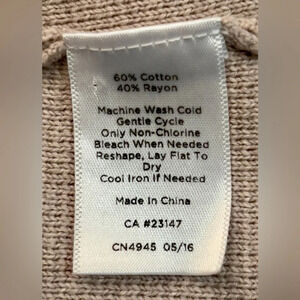 60% Cotton
40% Rayon
Machine Wash Cold
Gentle Cycle
Only Non-Chlorine
Bleach When Needed
Reshape, Lay Flat To
Dry
Cool Iron If Needed
Made In China
CA #23147
CN4945 05/16